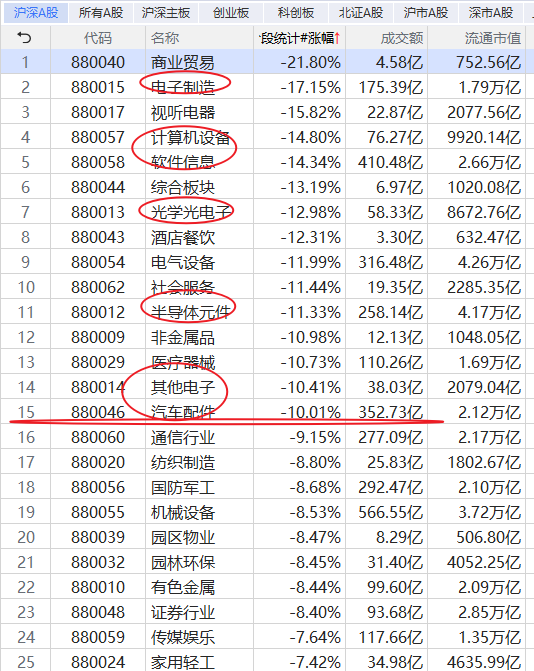 沪深A股 所有A股 沪深主板 创业板 科创板 北证A股 沪市A股 深市A股
代码 名称 段统计#涨幅↑ 成交额 流通市值
1 880040 商业贸易 -21.80% 4.58亿 752.56亿
2 880015 电子制造 -17.15% 175.39亿 1.79万亿
3 880017 视听电器 -15.82% 22.87亿 2077.56亿
4 880057 计算机设备 -14.80% 76.27亿 9920.14亿
5 880058 软件信息 -14.34% 410.48亿 2.66万亿
6 880044 综合板块 -13.19% 6.97亿 1020.08亿
7 880013 光学光电子 -12.98% 58.33亿 8672.76亿
8 880043 酒店餐饮 -12.31% 3.30亿 632.47亿
9 880054 电气设备 -11.99% 316.48亿 4.26万亿
10 880062 社会服务 -11.44% 19.35亿 2285.35亿
11 880012 半导体元件 -11.33% 258.14亿 4.17万亿
12 880009 非金属品 -10.98% 12.13亿 1048.05亿
13 880029 医疗器械 -10.73% 110.26亿 1.69万亿
14 880014 其他电子 -10.41% 38.03亿 2079.04亿
15 880046 汽车配件 -10.01% 352.73亿 2.12万亿
16 880060 通信行业 -9.15% 277.09亿 2.17万亿
17 880020 纺织制造 -8.80% 25.83亿 1802.67亿
18 880056 国防军工 -8.68% 292.47亿 2.10万亿
19 880055 机械设备 -8.53% 566.55亿 3.72万亿
20 880039 园区物业 -8.47% 8.29亿 506.80亿
21 880032 园林环保 -8.45% 31.40亿 4052.25亿
22 880010 有色金属 -8.44% 99.60亿 2.09万亿
23 880048 证券行业 -8.40% 93.68亿 2.85万亿
24 880059 传媒娱乐 -7.64% 117.66亿 1.35万亿
25 880024 家用轻工 -7.42% 34.98亿 4635.99亿